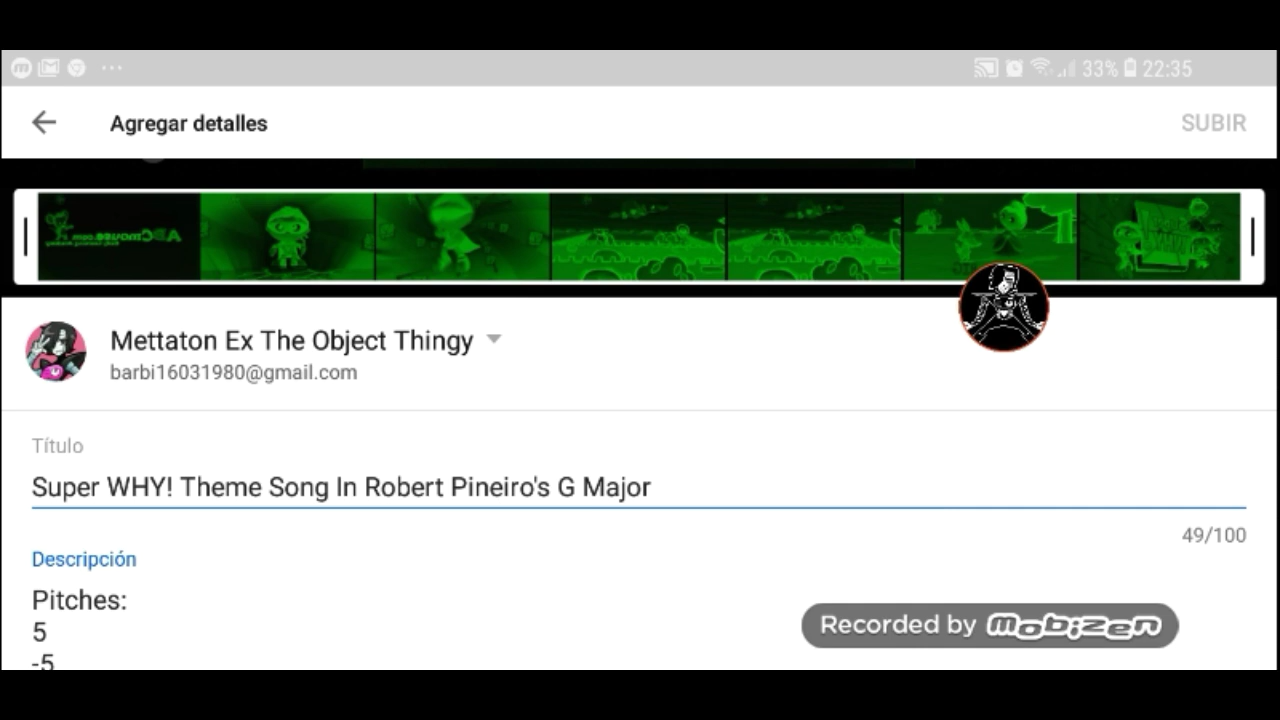 33% 22:35
Agregar detalles
SUBIR
Mettaton Ex The Object Thingy
barbi16031980@gmail.com
Título
Super WHY! Theme Song In Robert Pineiro's G Major
49/100
Descripción
Pitches:
5
-5
Recorded by mobizen